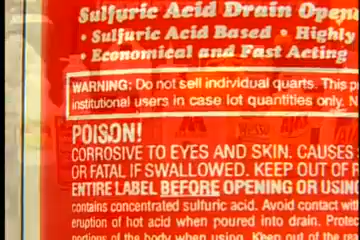 Sulfuric Acid Drain Open
• Sulfuric Acid Based • Highly
• Economical and Fast Acting
WARNING: Do not sell individual quarts. This p
institutional users in case lot quantities only.
POISON!
CORROSIVE TO EYES AND SKIN. CAUSES
OR FATAL IF SWALLOWED. KEEP OUT OF R
ENTIRE LABEL BEFORE OPENING OR USIN
contains concentrated sulfuric acid. Avoid contact wit
eruption of hot acid when poured into drain. Protec
portions of the body when using. Keep out of the